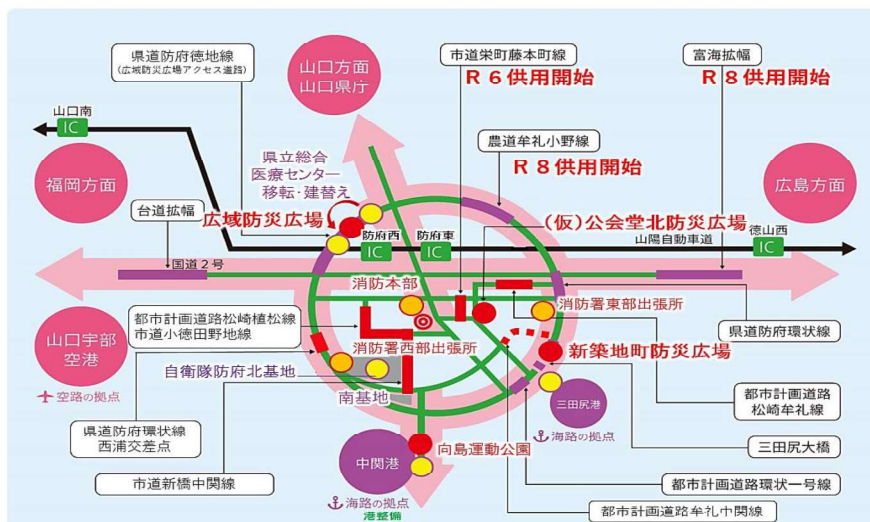 県道防府徳地線
(広域防災広場アクセス道路)
山口方面
山口県庁
市道栄町藤本町線
R6供用開始
富海拡幅
R8供用開始
山口南
IC
農道牟礼小野線
R8供用開始
県立総合
医療センター
移転・建替え
福岡方面
広島方面
台道拡幅
広域防災広場
防府西
IC
防府東
IC
(仮)公会堂北防災広場
山陽自動車道
徳山西
IC
国道2号
消防本部
消防署東部出張所
県道防府環状線
都市計画道路松崎植松線
市道小徳田野地線
山口宇部
空港
空路の拠点
消防署西部出張所
新築地町防災広場
自衛隊防府北基地
南基地
三田尻港
海路の拠点
都市計画道路
松崎牟礼線
県道防府環状線
西浦交差点
向島運動公園
三田尻大橋
中関港
市道新橋中関線
都市計画道路環状一号線
海路の拠点
港整備
都市計画道路牟礼中関線